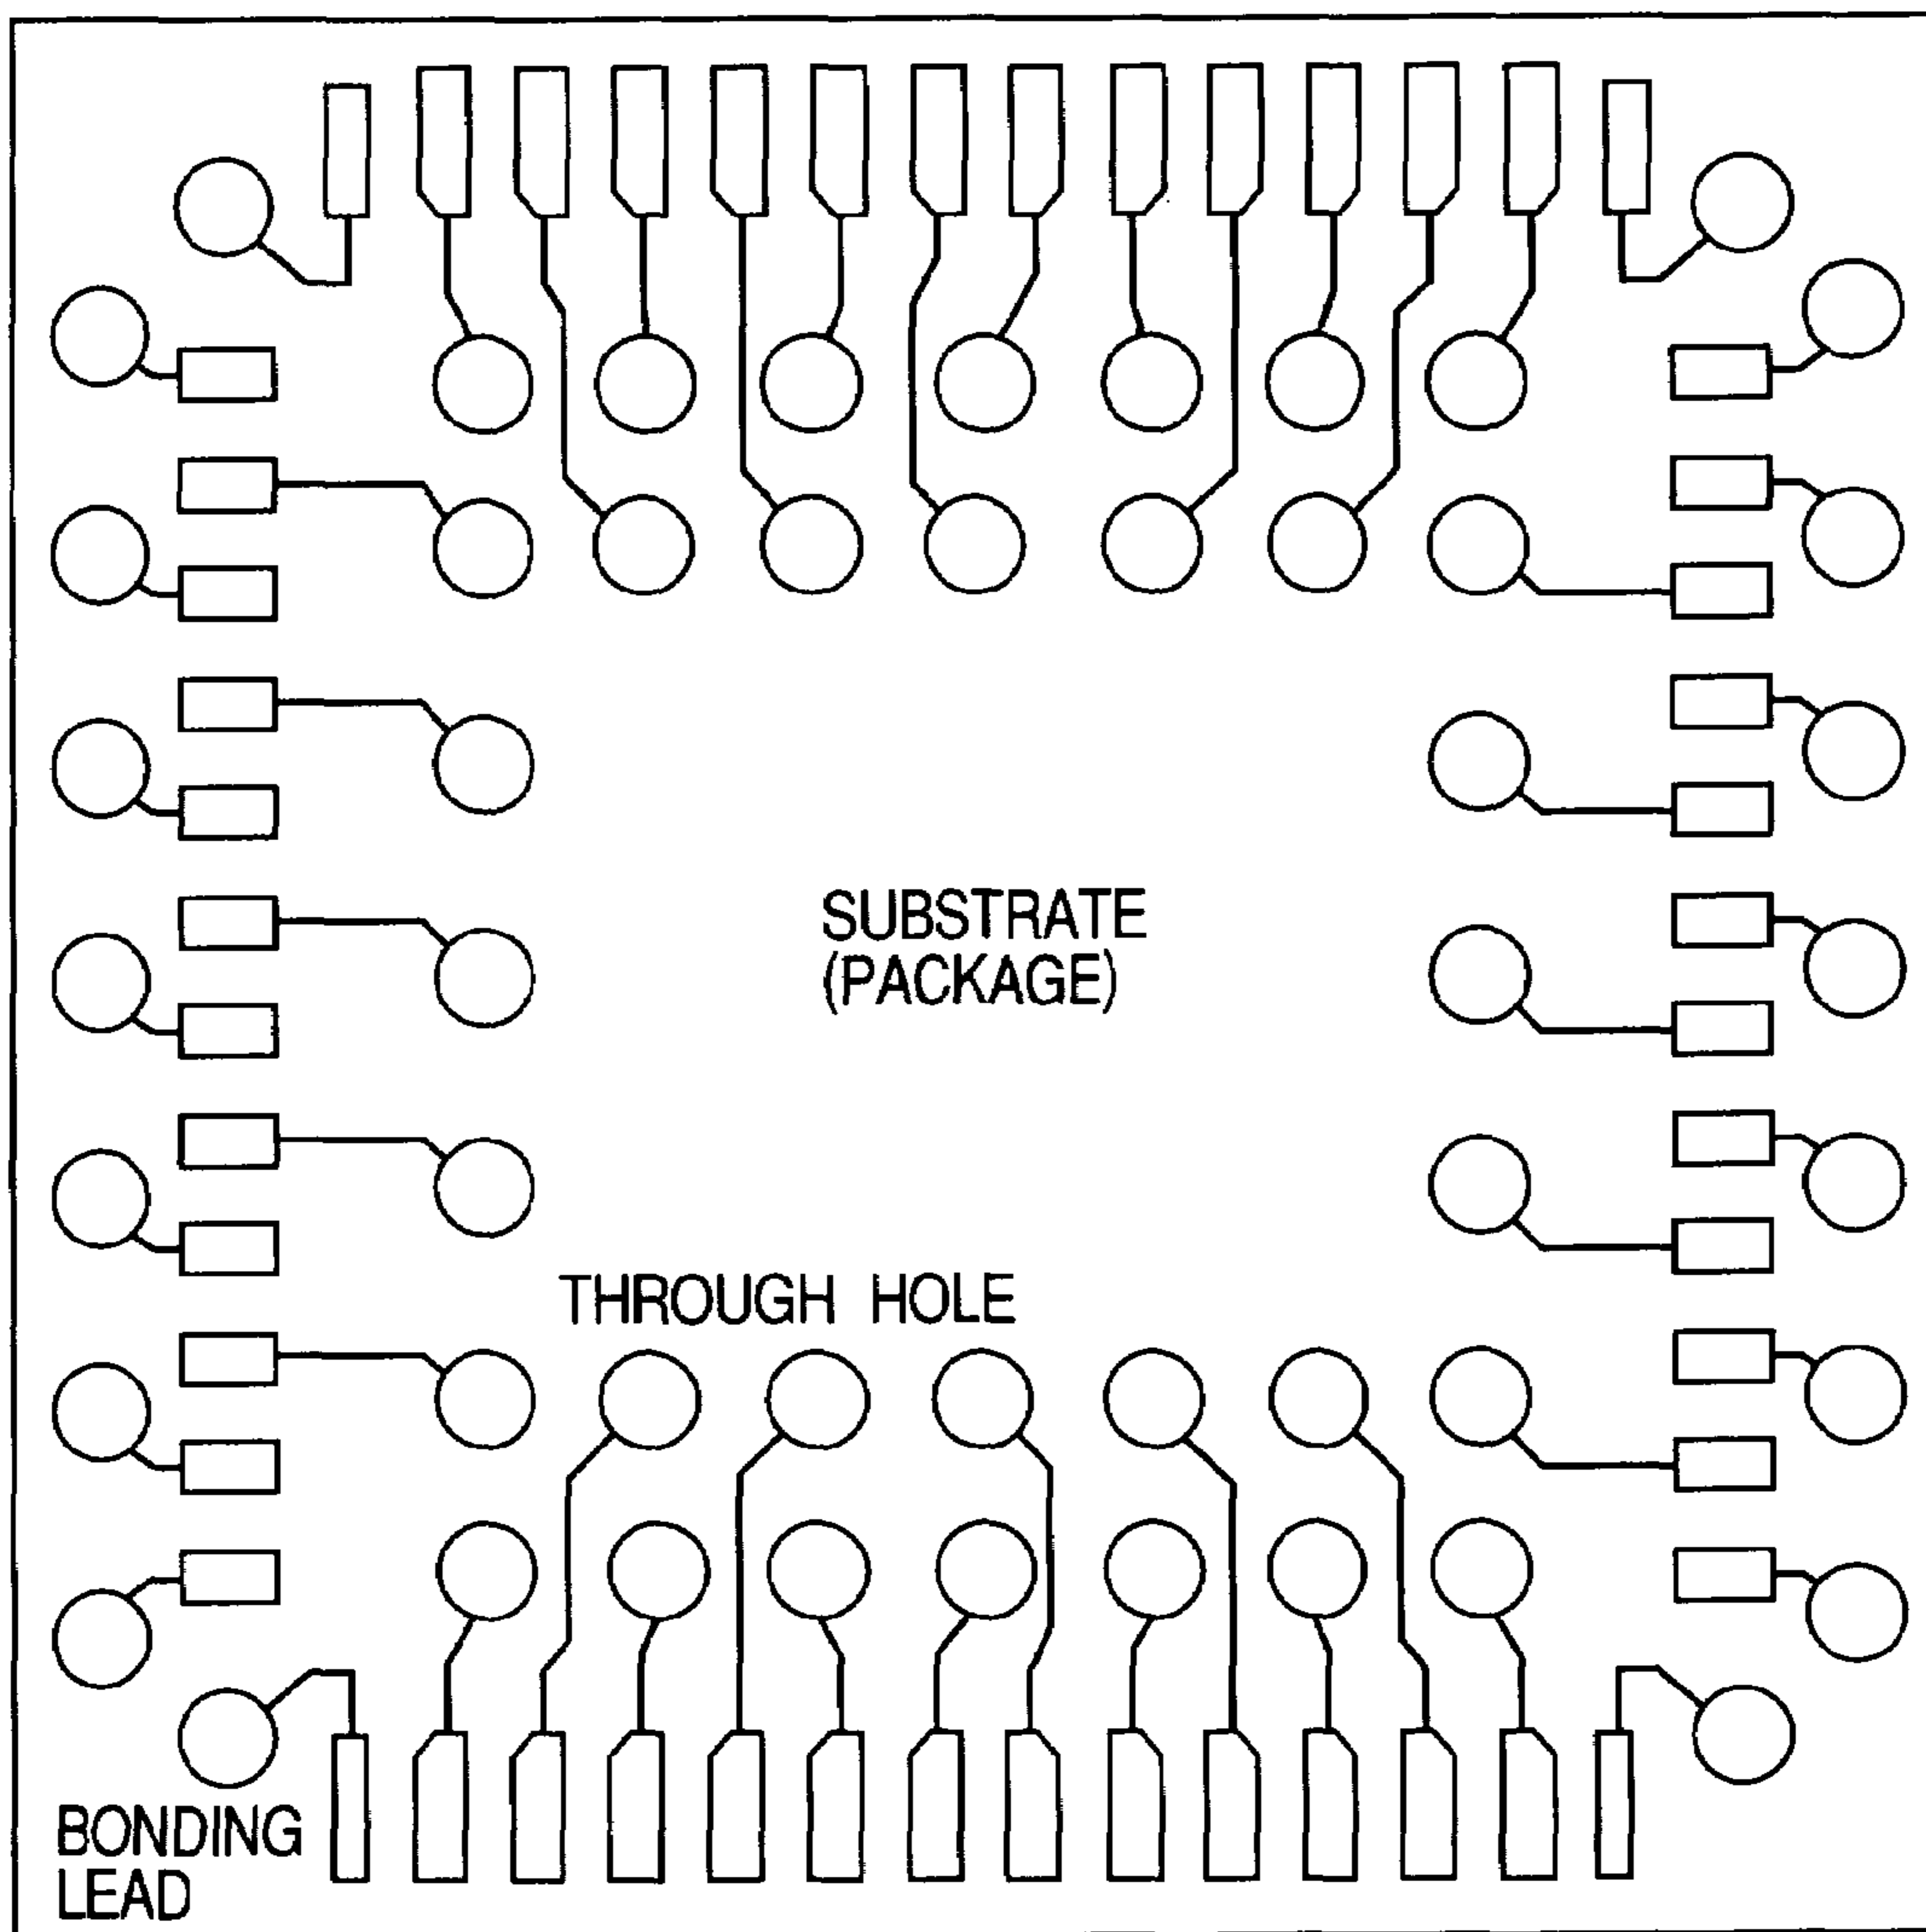 SUBSTRATE
(PACKAGE)
THROUGH HOLE
BONDING
LEAD